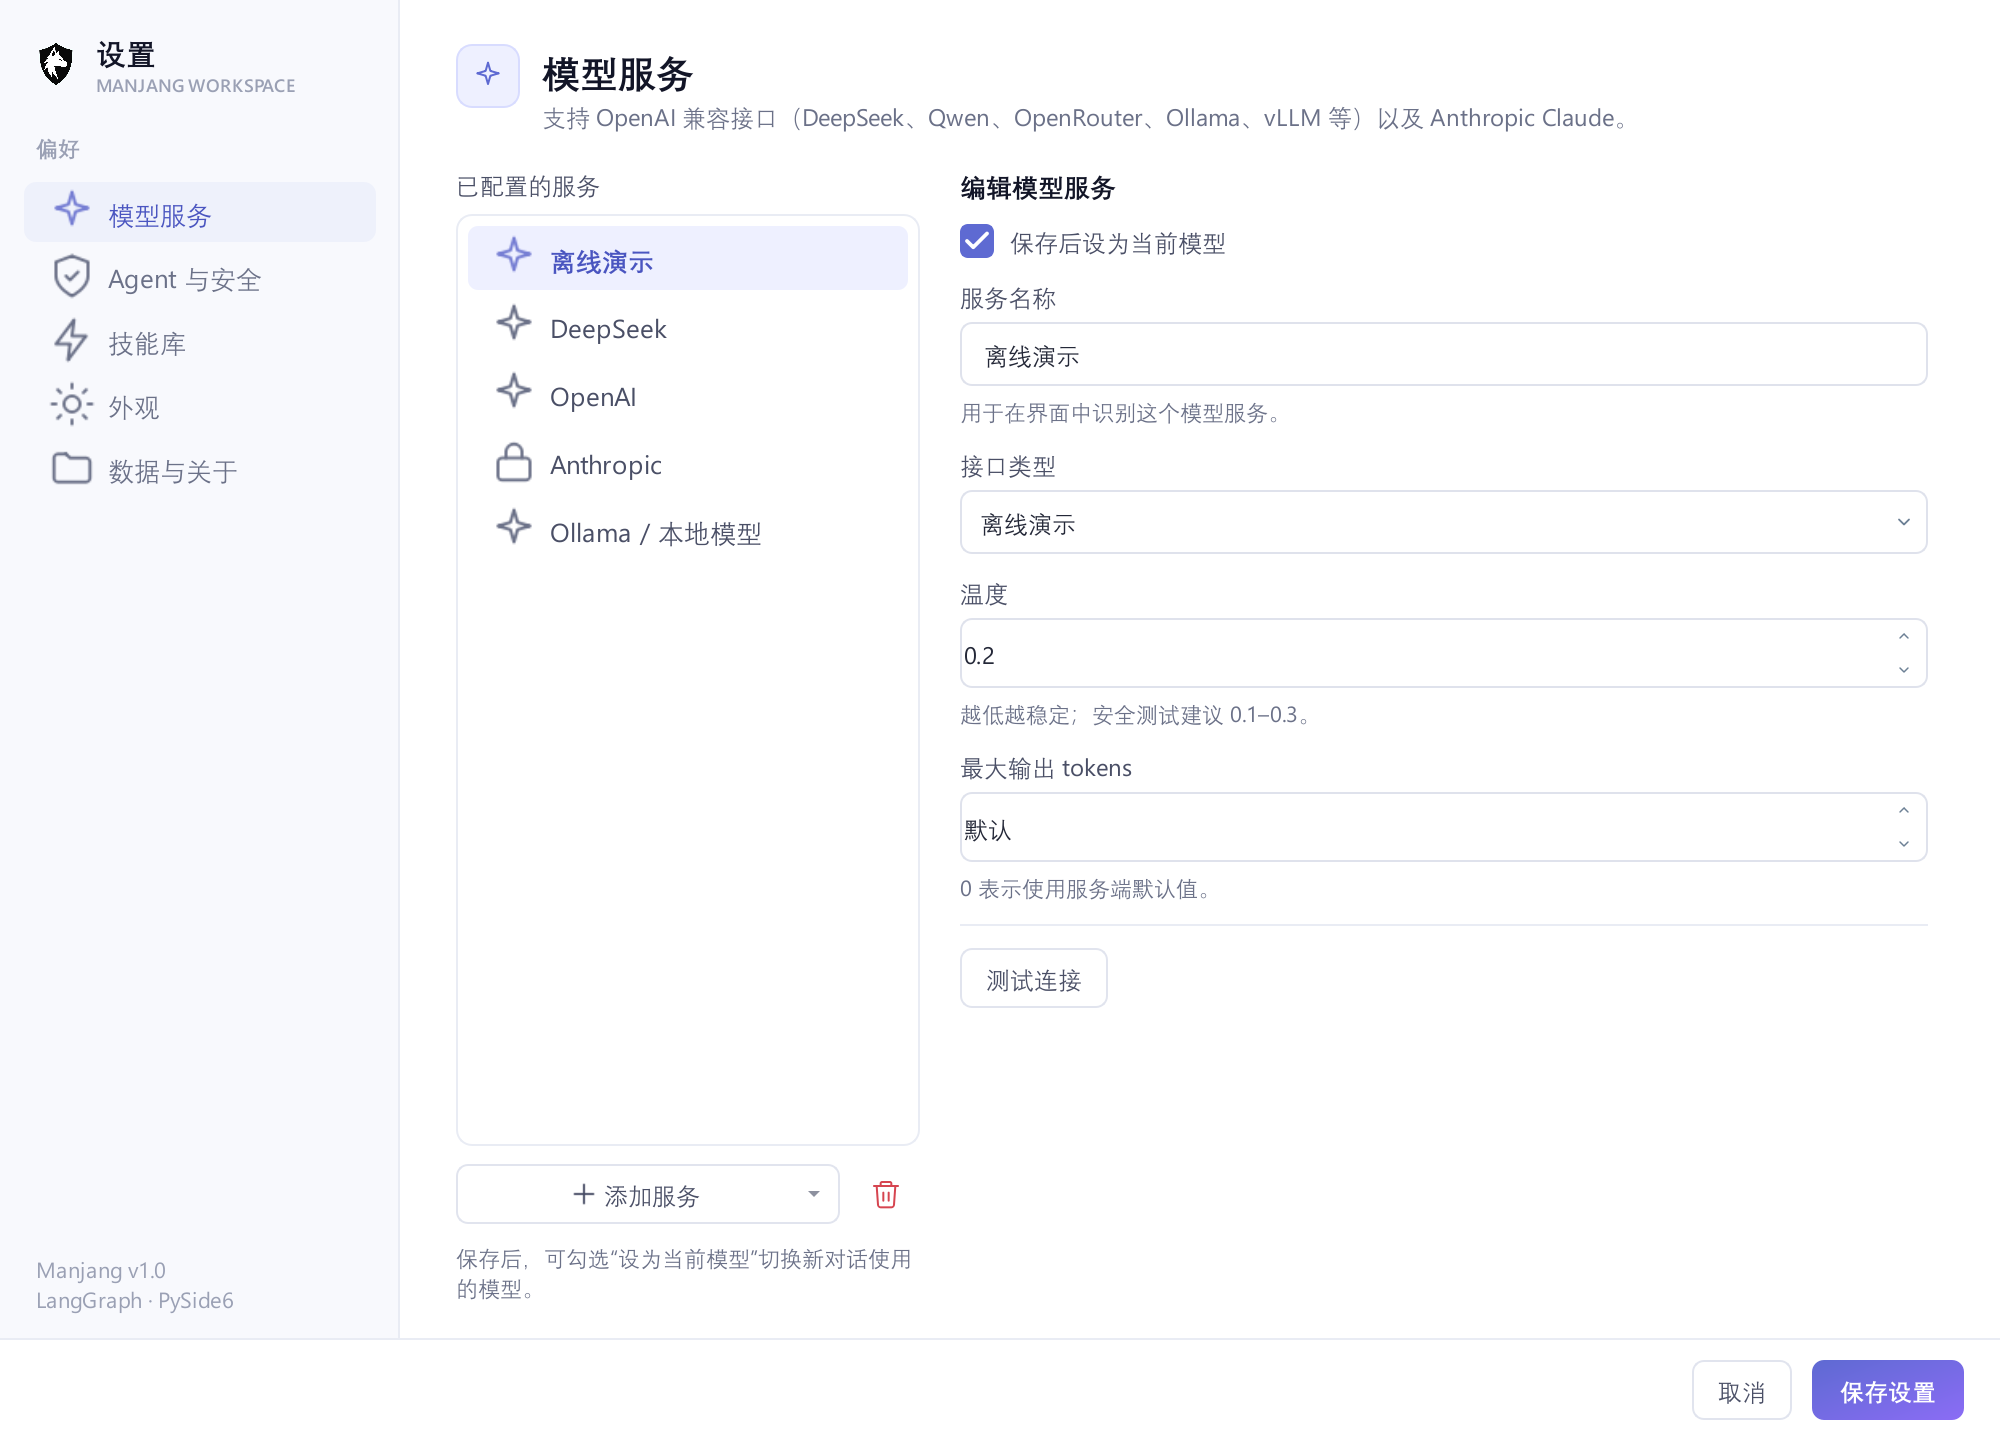 设置
MANJANG WORKSPACE
偏好
模型服务
Agent 与安全
技能库
外观
数据与关于
Manjang v1.0
LangGraph · PySide6
模型服务
支持 OpenAI 兼容接口（DeepSeek、Qwen、OpenRouter、Ollama、vLLM 等）以及 Anthropic Claude。
已配置的服务
离线演示
DeepSeek
OpenAI
Anthropic
Ollama / 本地模型
添加服务
保存后，可勾选“设为当前模型”切换新对话使用
的模型。
编辑模型服务
保存后设为当前模型
服务名称
离线演示
用于在界面中识别这个模型服务。
接口类型
离线演示
温度
0.2
越低越稳定；安全测试建议 0.1–0.3。
最大输出 tokens
默认
0 表示使用服务端默认值。
测试连接
取消
保存设置